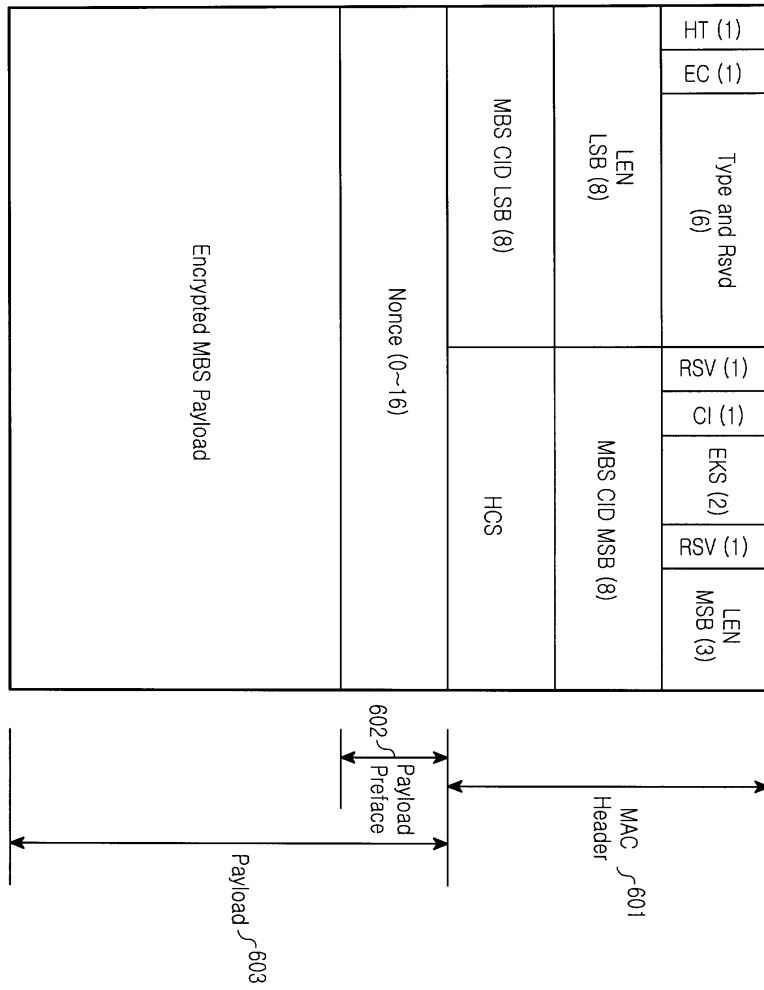 HT (1)
EC (1)
Type and Rsvd
(6)
RSV (1)
CI (1)
EKS (2)
RSV (1)
LEN
MSB (3)
LEN
LSB (8)
MBS CID MSB (8)
MBS CID LSB (8)
HCS
Nonce (0~16)
Encrypted MBS Payload
MAC
Header
601
Payload
Preface
602
Payload
603